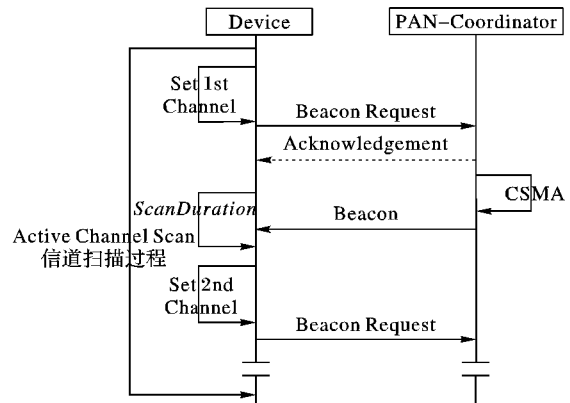 Device
PAN-Coordinator
Set 1st
Channel
Beacon Request
Acknowledgement
CSMA
ScanDuration
Beacon
Active Channel Scan
信道扫描过程
Set 2nd
Channel
Beacon Request